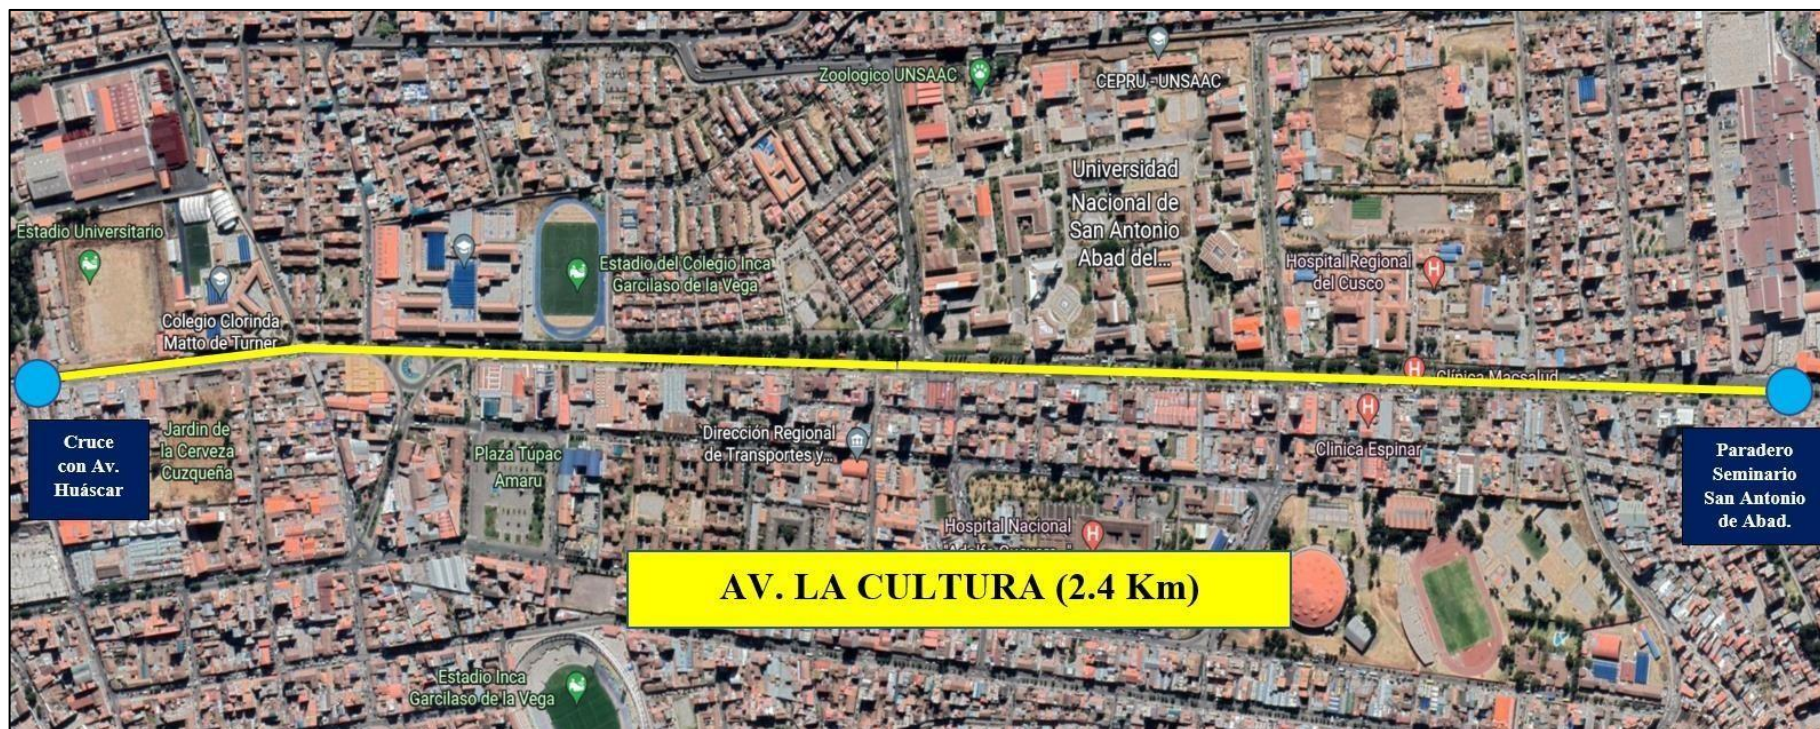 Zoologico UNSAAC
CEPRU - UNSAAC
Universidad
Nacional de
San Antonio
Abad del...
Estadio Universitario
Estadio del Colegio Inca
Garcilaso de la Vega
Hospital Regional
del Cusco
Colegio Clorinda
Matto de Turner
H
Clínica Macsalud
H
H
Cruce
con Av.
Huáscar
Jardin de
la Cerveza
Cuzqueña
Plaza Túpac
Amaru
Dirección Regional
de Transportes y...
Clinica Espinar
Paradero
Seminario
San Antonio
de Abad.
Hospital Nacional
H
AV. LA CULTURA (2.4 Km)
Estadio Inca
Garcilaso de la Vega